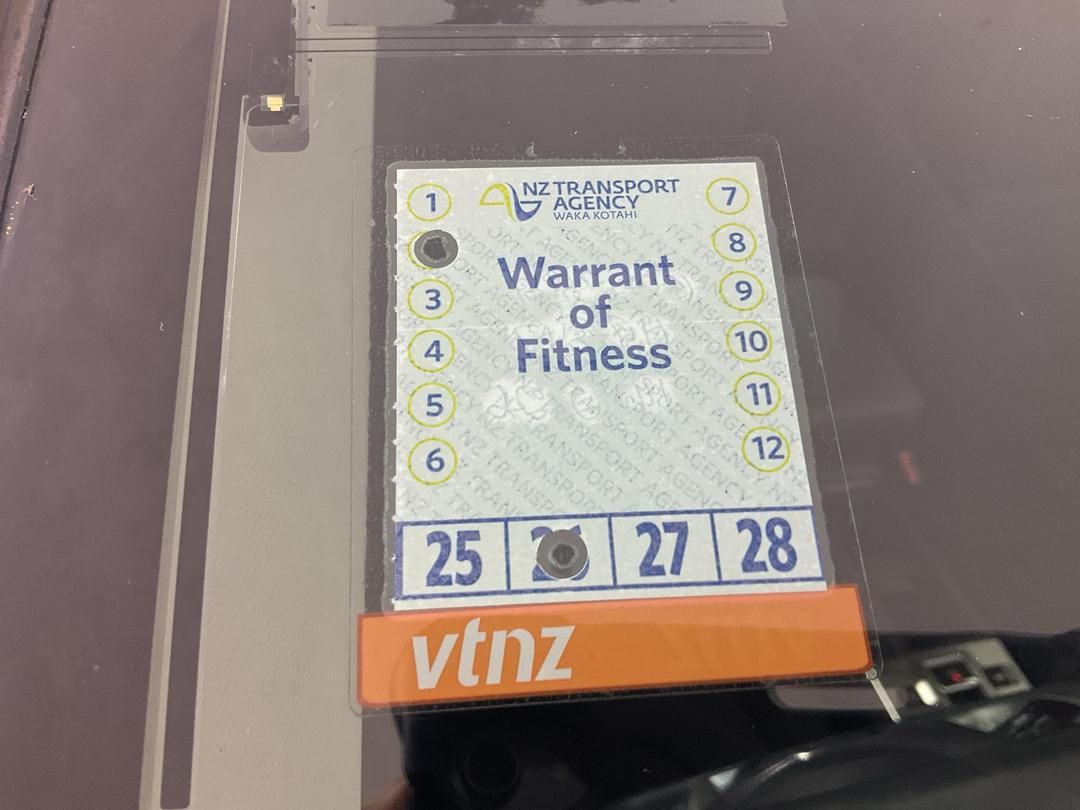 NZ TRANSPORT
AGENCY
WAKA KOTAHI
Warrant
of
Fitness
1
3
4
5
6
7
8
9
10
11
12
25 27 28
vtnz